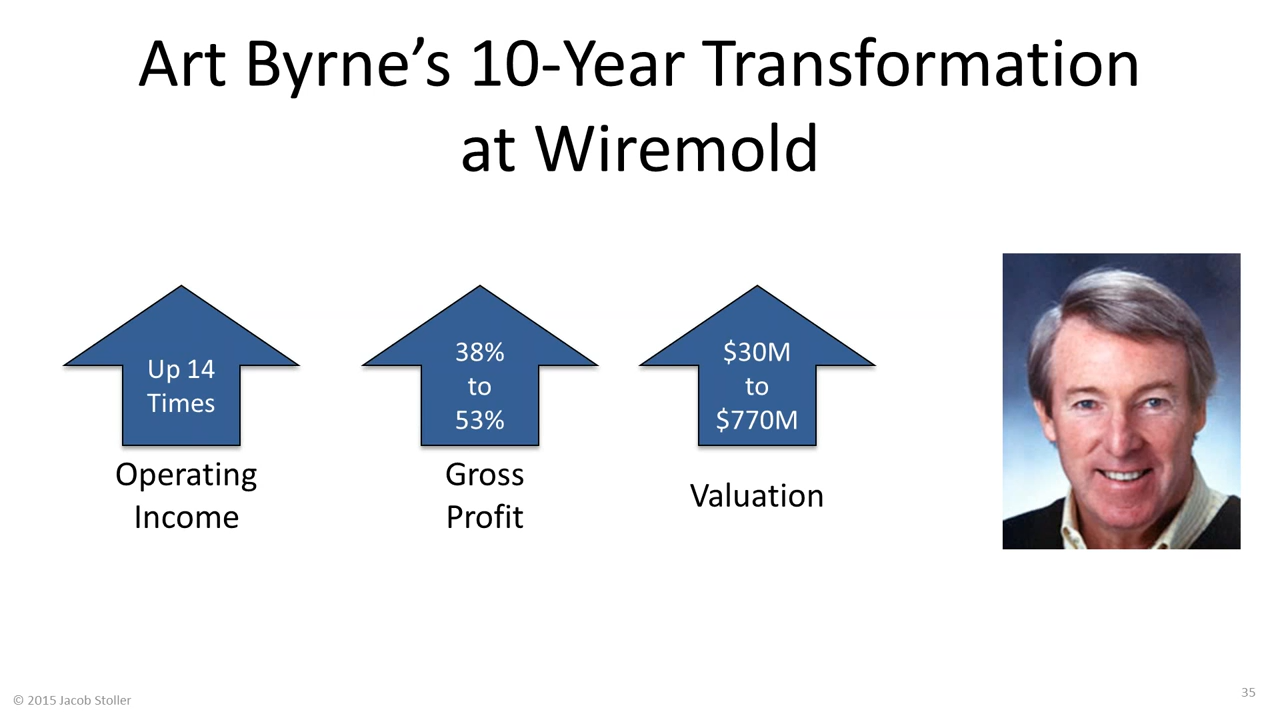 Art Byrne’s 10-Year Transformation
at Wiremold
Up 14
Times
Operating
Income
38%
to
53%
Gross
Profit
$30M
to
$770M
Valuation
© 2015 Jacob Stoller
35